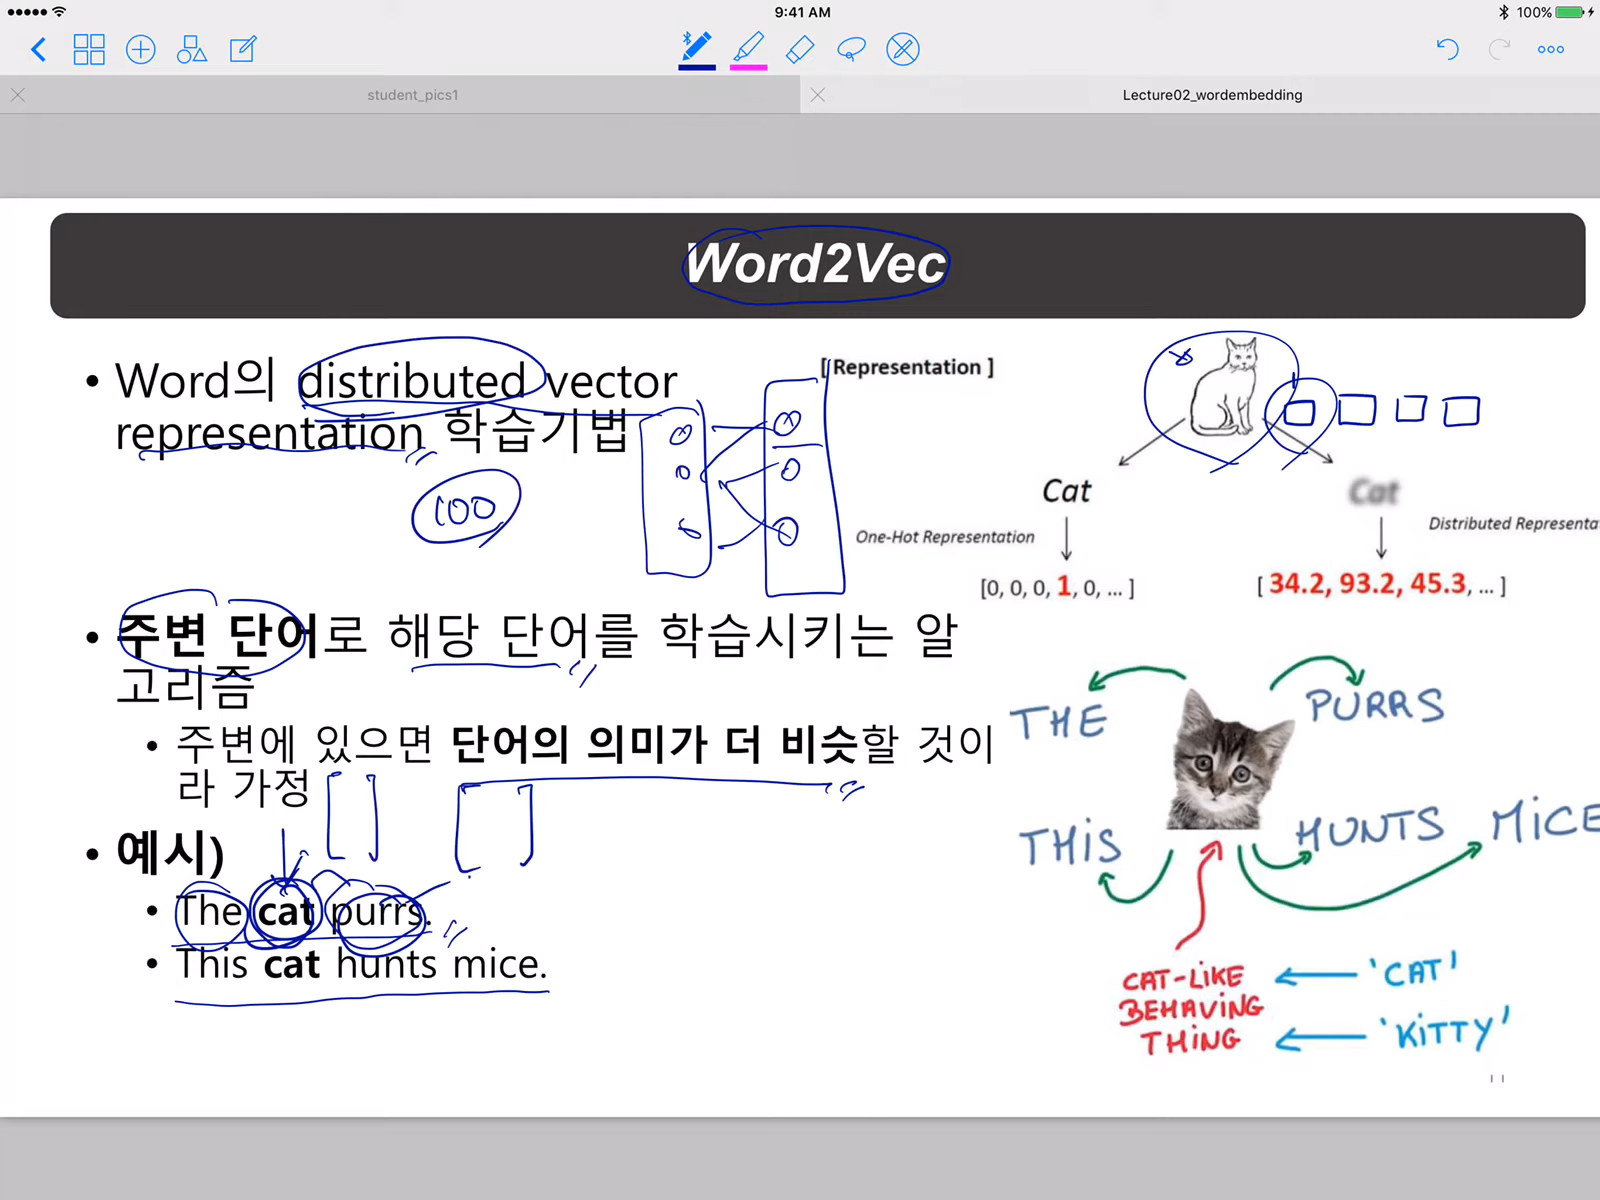 9:41 AM
100%
student_pics1
Lecture02_wordembedding
Word2Vec
• Word의 distributed vector
representation 학습기법
100
[ Representation ]
Cat
Cat
One-Hot Representation
Distributed Representa
[0, 0, 0, 1, 0, ... ]
[ 34.2, 93.2, 45.3, ... ]
• 주변 단어로 해당 단어를 학습시키는 알
고리즘
• 주변에 있으면 단어의 의미가 더 비슷할 것이
라 가정
• 예시)
• The cat purrs.
• This cat hunts mice.
THE
PURRS
THIS
HUNTS
MICE
CAT-LIKE
BEHAVING
THING
'CAT'
'KITTY'